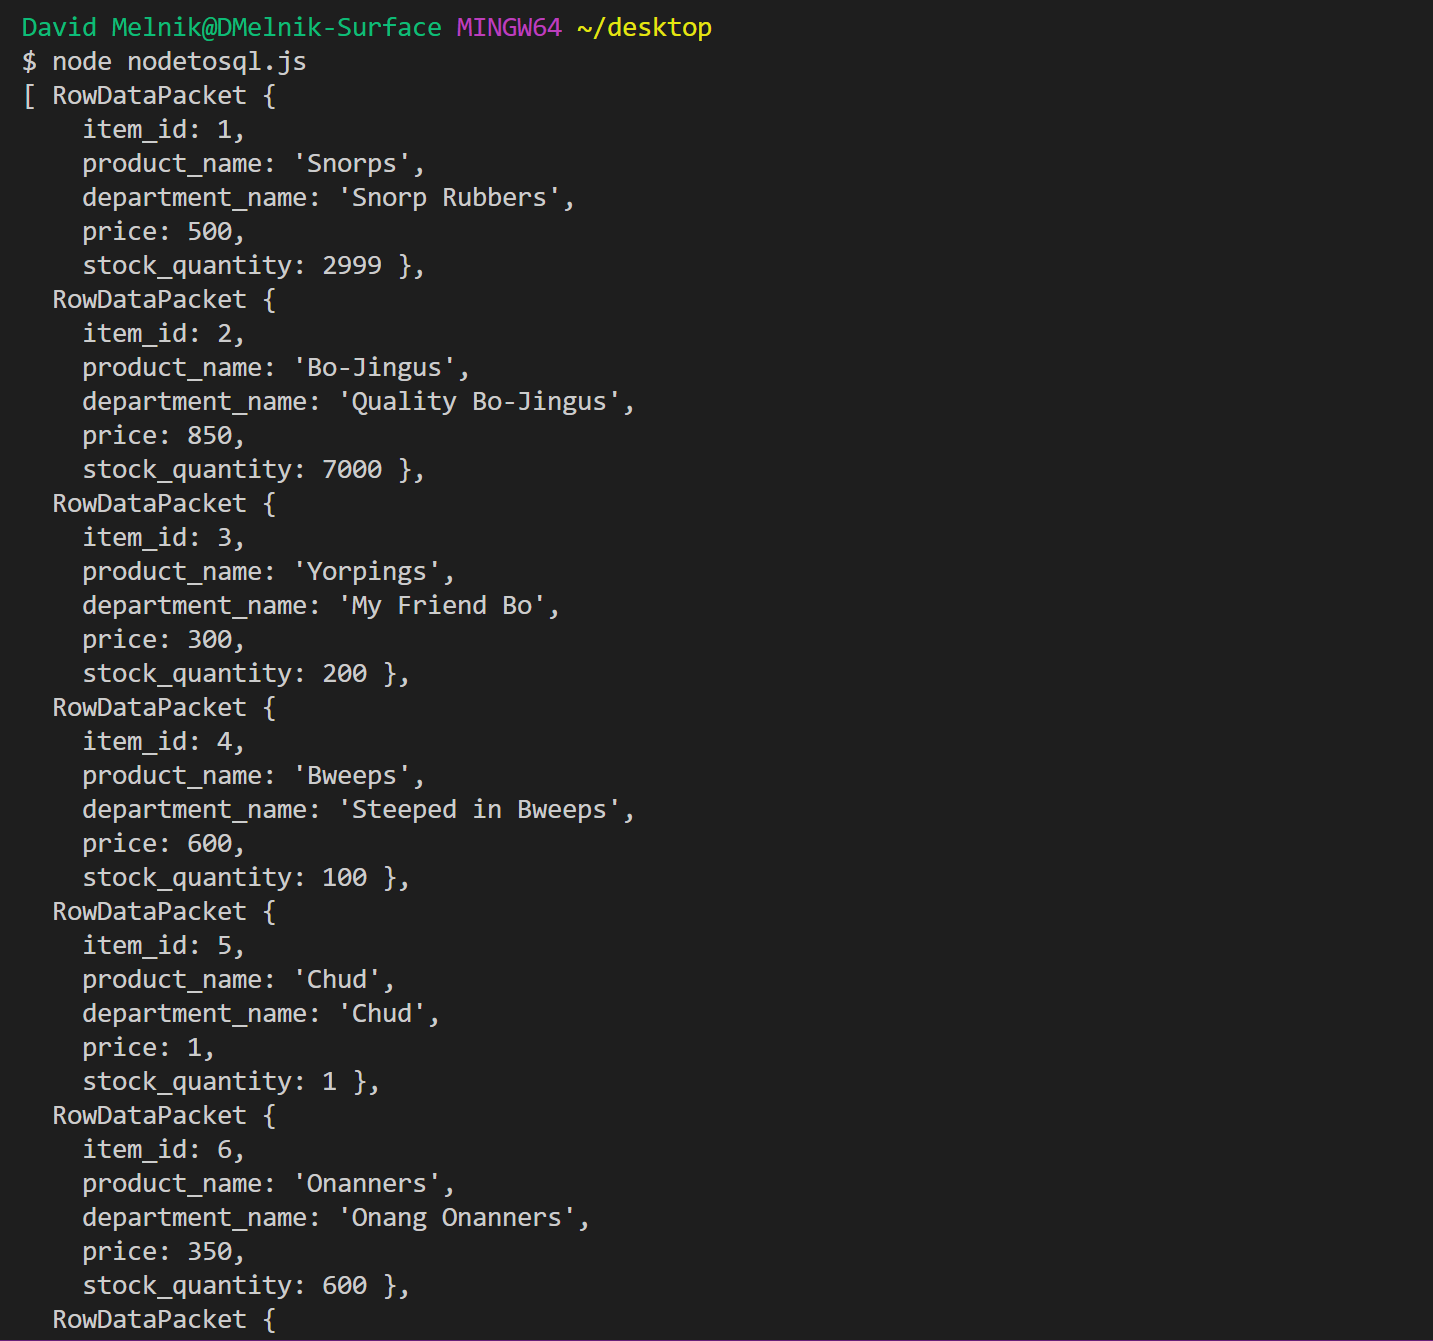 David Melnik@DMelnik-Surface MINGW64 ~/desktop
$ node nodetosql.js
[ RowDataPacket {
    item_id: 1,
    product_name: 'Snorps',
    department_name: 'Snorp Rubbers',
    price: 500,
    stock_quantity: 2999 },
  RowDataPacket {
    item_id: 2,
    product_name: 'Bo-Jingus',
    department_name: 'Quality Bo-Jingus',
    price: 850,
    stock_quantity: 7000 },
  RowDataPacket {
    item_id: 3,
    product_name: 'Yorpings',
    department_name: 'My Friend Bo',
    price: 300,
    stock_quantity: 200 },
  RowDataPacket {
    item_id: 4,
    product_name: 'Bweeps',
    department_name: 'Steeped in Bweeps',
    price: 600,
    stock_quantity: 100 },
  RowDataPacket {
    item_id: 5,
    product_name: 'Chud',
    department_name: 'Chud',
    price: 1,
    stock_quantity: 1 },
  RowDataPacket {
    item_id: 6,
    product_name: 'Onanners',
    department_name: 'Onang Onanners',
    price: 350,
    stock_quantity: 600 },
  RowDataPacket {